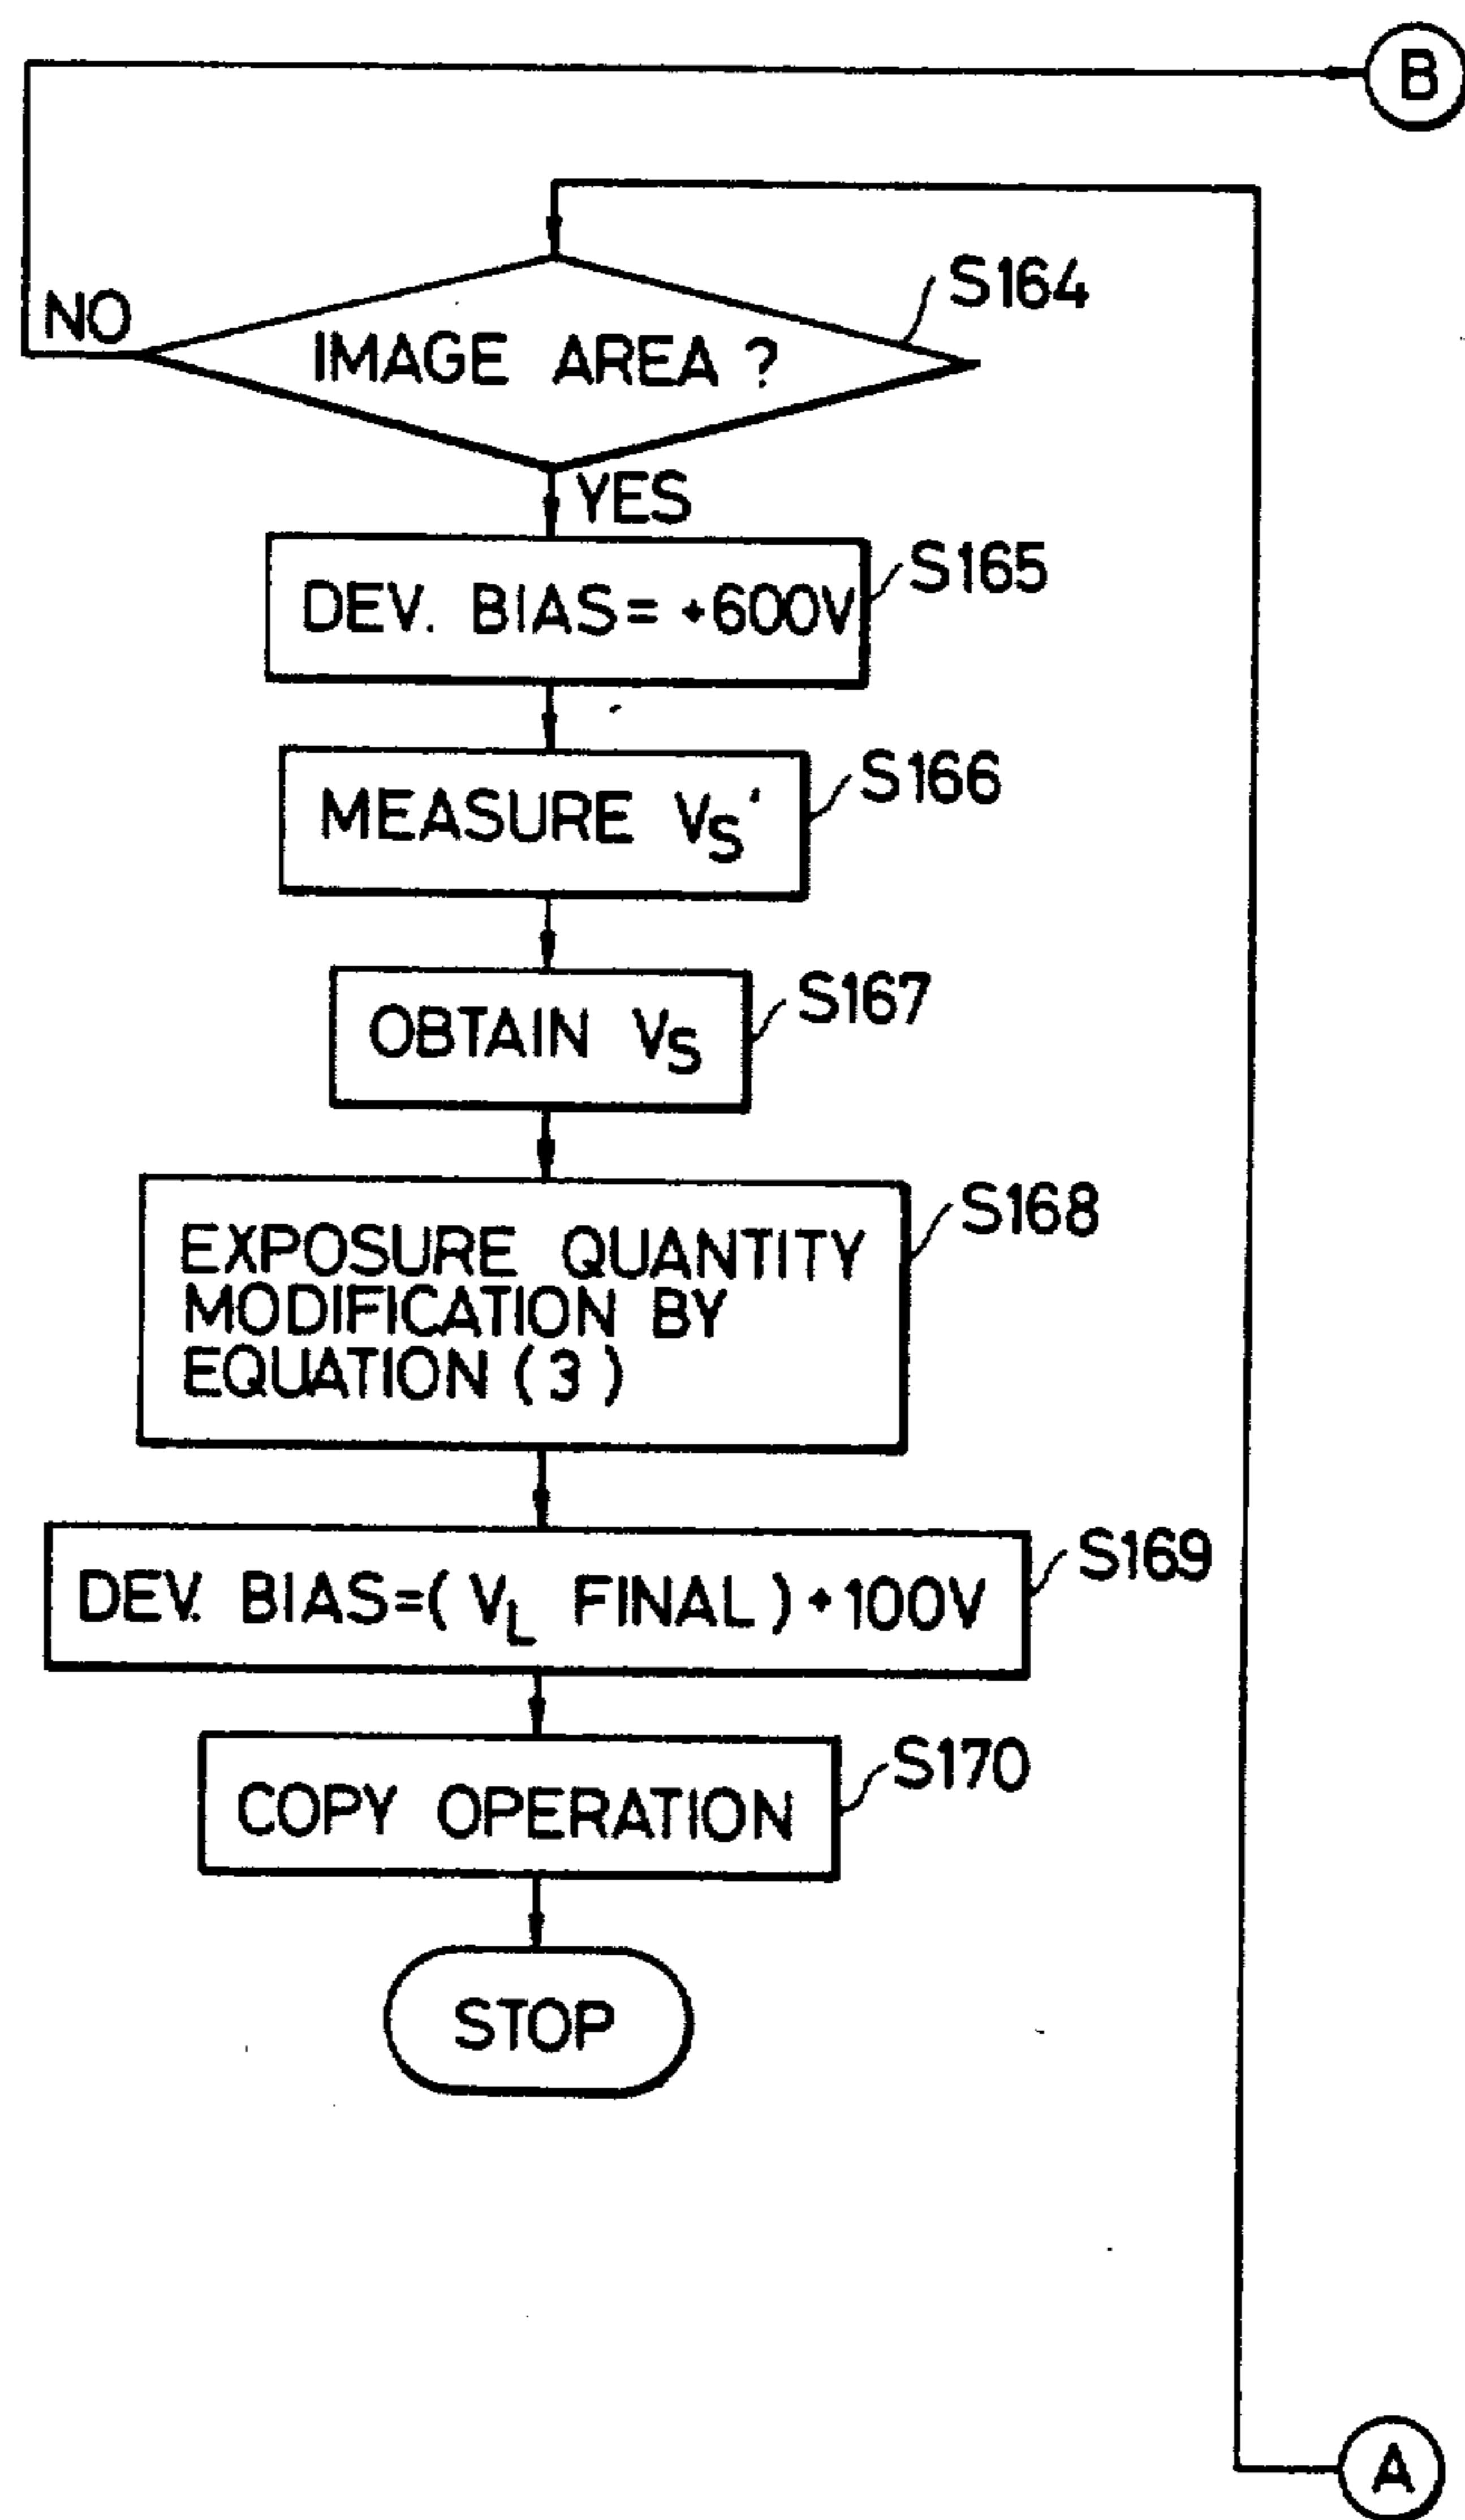 B
S164
NO
IMAGE AREA ?
YES
S165
DEV. BIAS= +600V
S166
MEASURE VS'
S167
OBTAIN VS
S168
EXPOSURE QUANTITY
MODIFICATION BY
EQUATION (3)
S169
DEV. BIAS=( VL FINAL)+100V
S170
COPY OPERATION
STOP
A